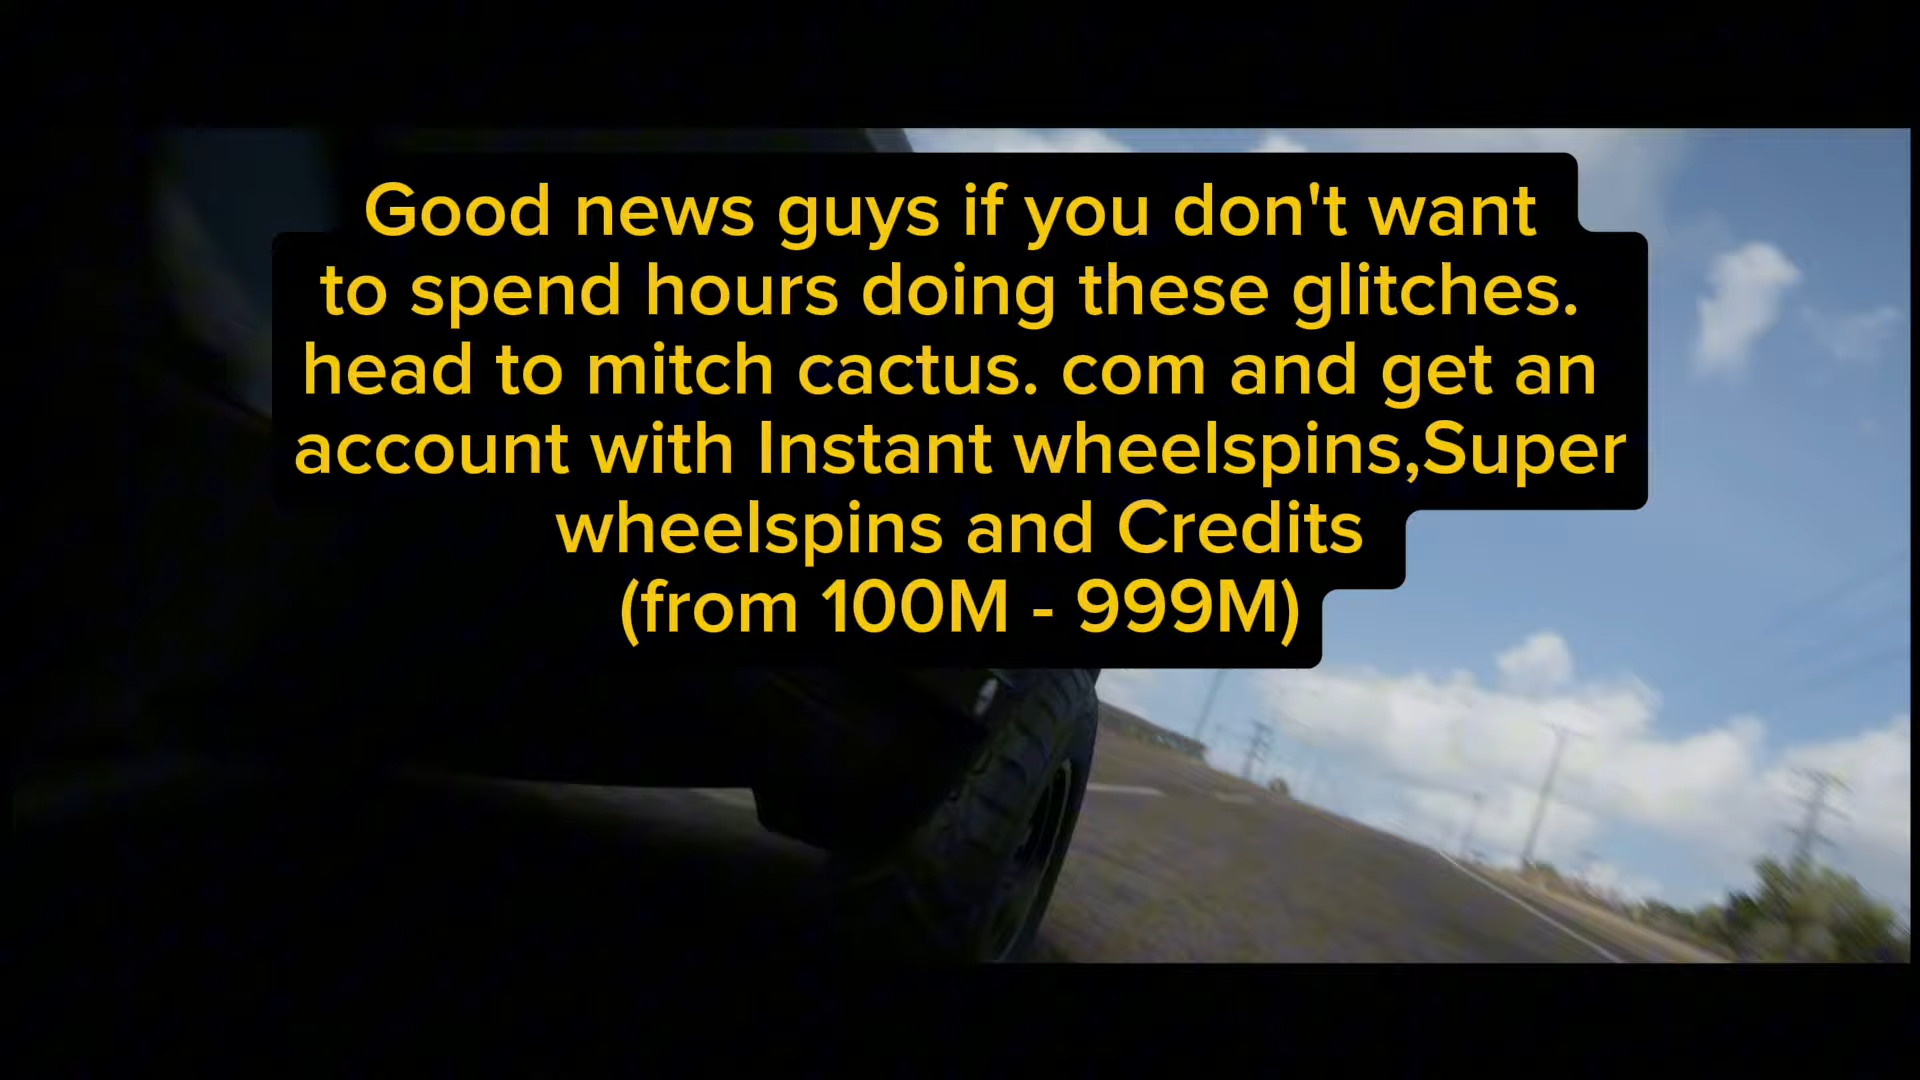 Good news guys if you don't want
to spend hours doing these glitches.
head to mitch cactus. com and get an
account with Instant wheelspins,Super
wheelspins and Credits
(from 100M - 999M)